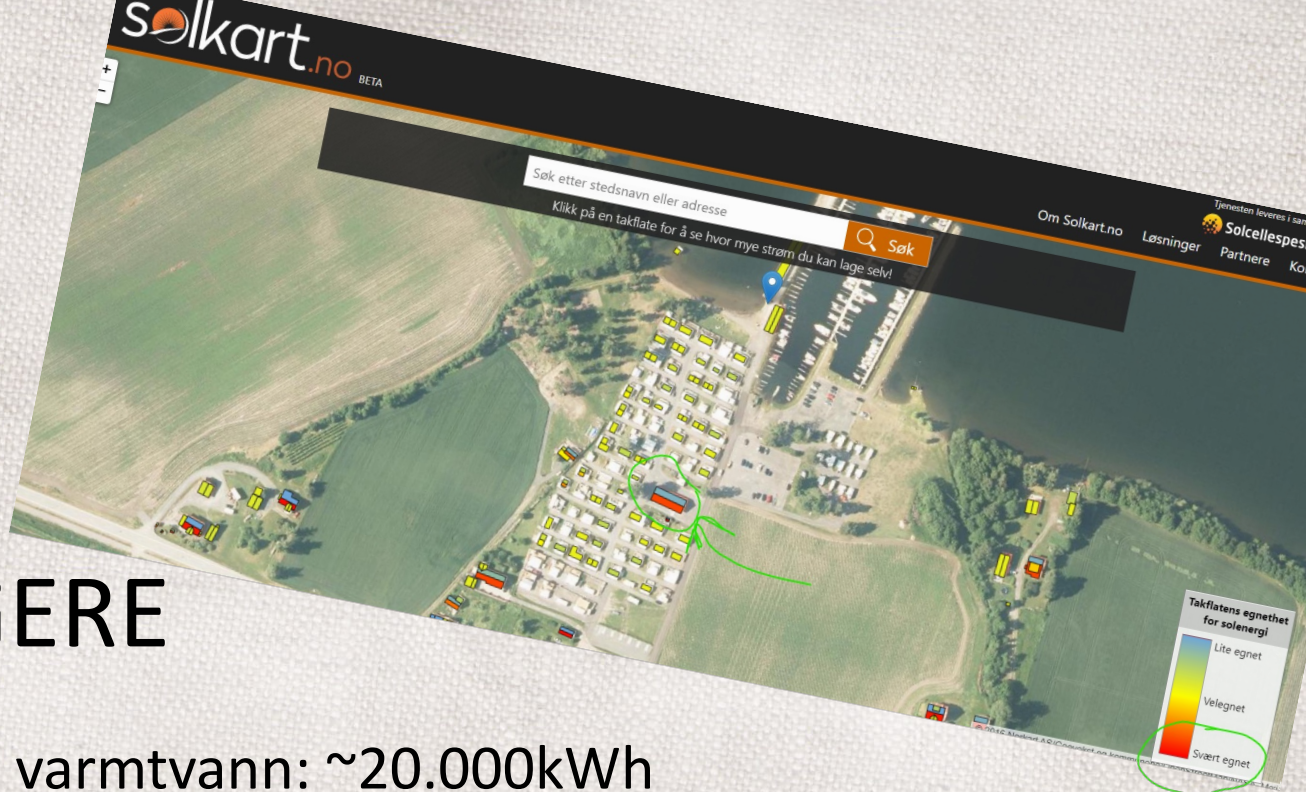 solkart.no BETA
+
-
Søk etter stedsnavn eller adresse
Søk
Klikk på en takflate for å se hvor mye strøm du kan lage selv!
Tjenesten leveres i
Om Solkart.no Løsninger Partnere
Takflatens egnethet
for solenergi
Lite egnet
Velegnet
Svært egnet
GERE
varmtvann: ~20.000kWh